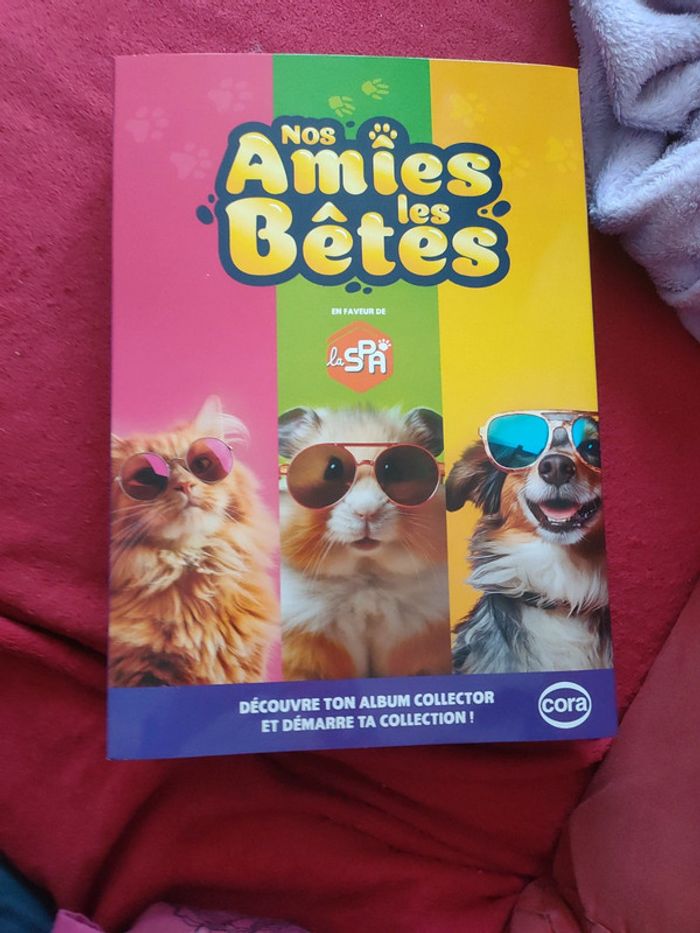 NOS
Amies
les
Bêtes
EN FAVEUR DE
la SPA
DÉCOUVRE TON ALBUM COLLECTOR
ET DÉMARRE TA COLLECTION !
cora